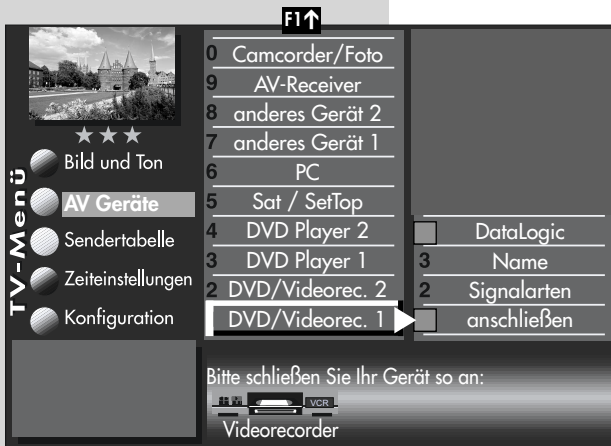 F1↑
TV-Menü
Bild und Ton
AV Geräte
Sendertabelle
Zeiteinstellungen
Konfiguration
0 Camcorder/Foto
9 AV-Receiver
8 anderes Gerät 2
7 anderes Gerät 1
6 PC
5 Sat / SetTop
4 DVD Player 2
3 DVD Player 1
2 DVD/Videorec. 2
DVD/Videorec. 1
DataLogic
3 Name
2 Signalarten
anschließen
Bitte schließen Sie Ihr Gerät so an:
VCR
Videorecorder